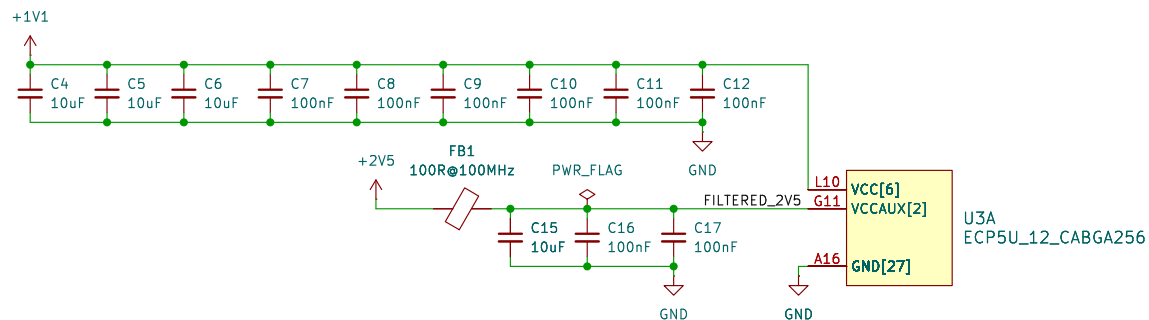 +1V1
C4
10uF
C5
10uF
C6
10uF
C7
100nF
C8
100nF
C9
100nF
C10
100nF
C11
100nF
C12
100nF
GND
+2V5
FB1
100R@100MHz
PWR_FLAG
FILTERED_2V5
C15
10uF
C16
100nF
C17
100nF
GND
L10
VCC[6]
G11
VCCAUX[2]
A16
GND[27]
GND
U3A
ECP5U_12_CABGA256